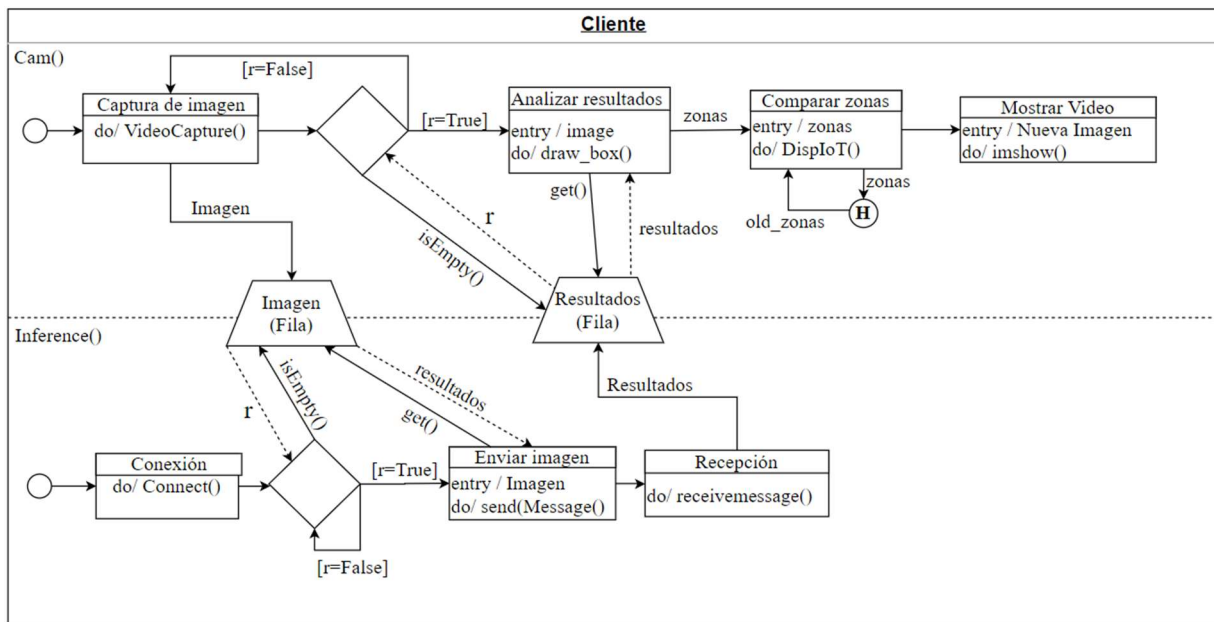 Cliente
Cam()
[r=False]
Captura de imagen
do/ VideoCapture()
[r=True]
Analizar resultados
entry / image
do/ draw_box()
zonas
Comparar zonas
entry / zonas
do/ DispIoT()
Mostrar Video
entry / Nueva Imagen
do/ imshow()
zonas
H
old_zonas
get()
resultados
r
isEmpty()
Imagen
Imagen
(Fila)
Resultados
(Fila)
Inference()
isEmpty()
r
resultados
get()
Resultados
Conexión
do/ Connect()
[r=True]
Enviar imagen
entry / Imagen
do/ send(Message()
Recepción
do/ receivemessage()
[r=False]